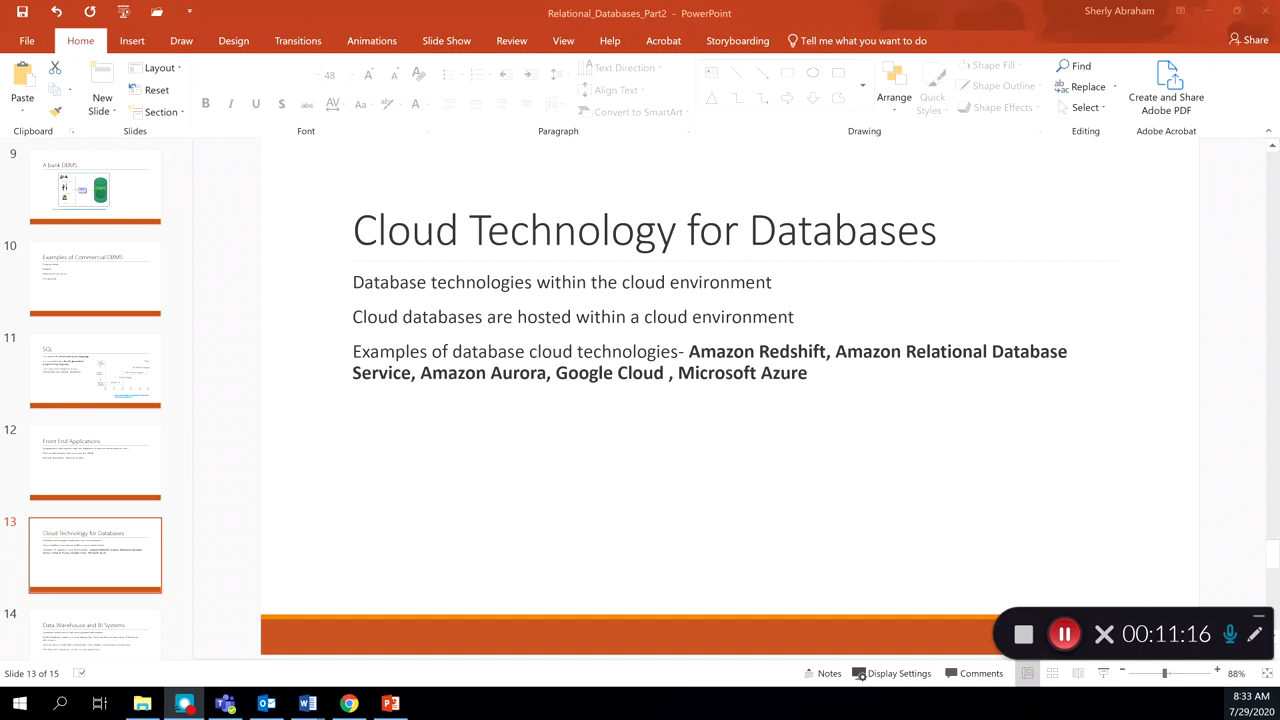 Relational_Databases_Part2 - PowerPoint
Sherly Abraham
File Home Insert Draw Design Transitions Animations Slide Show Review View Help Acrobat Storyboarding Tell me what you want to do
Share
Paste
New
Slide
Layout
Reset
Section
48
A A
B I U S abc AV Aa A
Text Direction
Align Text
Convert to SmartArt
Arrange
Quick
Styles
Shape Fill
Shape Outline
Shape Effects
Find
Replace
Select
Create and Share
Adobe PDF
Clipboard Slides Font Paragraph Drawing Editing Adobe Acrobat
9
A bank DBMS
10
Examples of Commercial DBMS
11
SQL
12
Front End Applications
13
Cloud Technology for Databases
14
Data Warehouse and BI Systems
Cloud Technology for Databases
Database technologies within the cloud environment
Cloud databases are hosted within a cloud environment
Examples of database cloud technologies- Amazon Redshift, Amazon Relational Database
Service, Amazon Aurora, Google Cloud , Microsoft Azure
00:11:16
Slide 13 of 15
Notes Display Settings Comments
88%
8:33 AM
7/29/2020